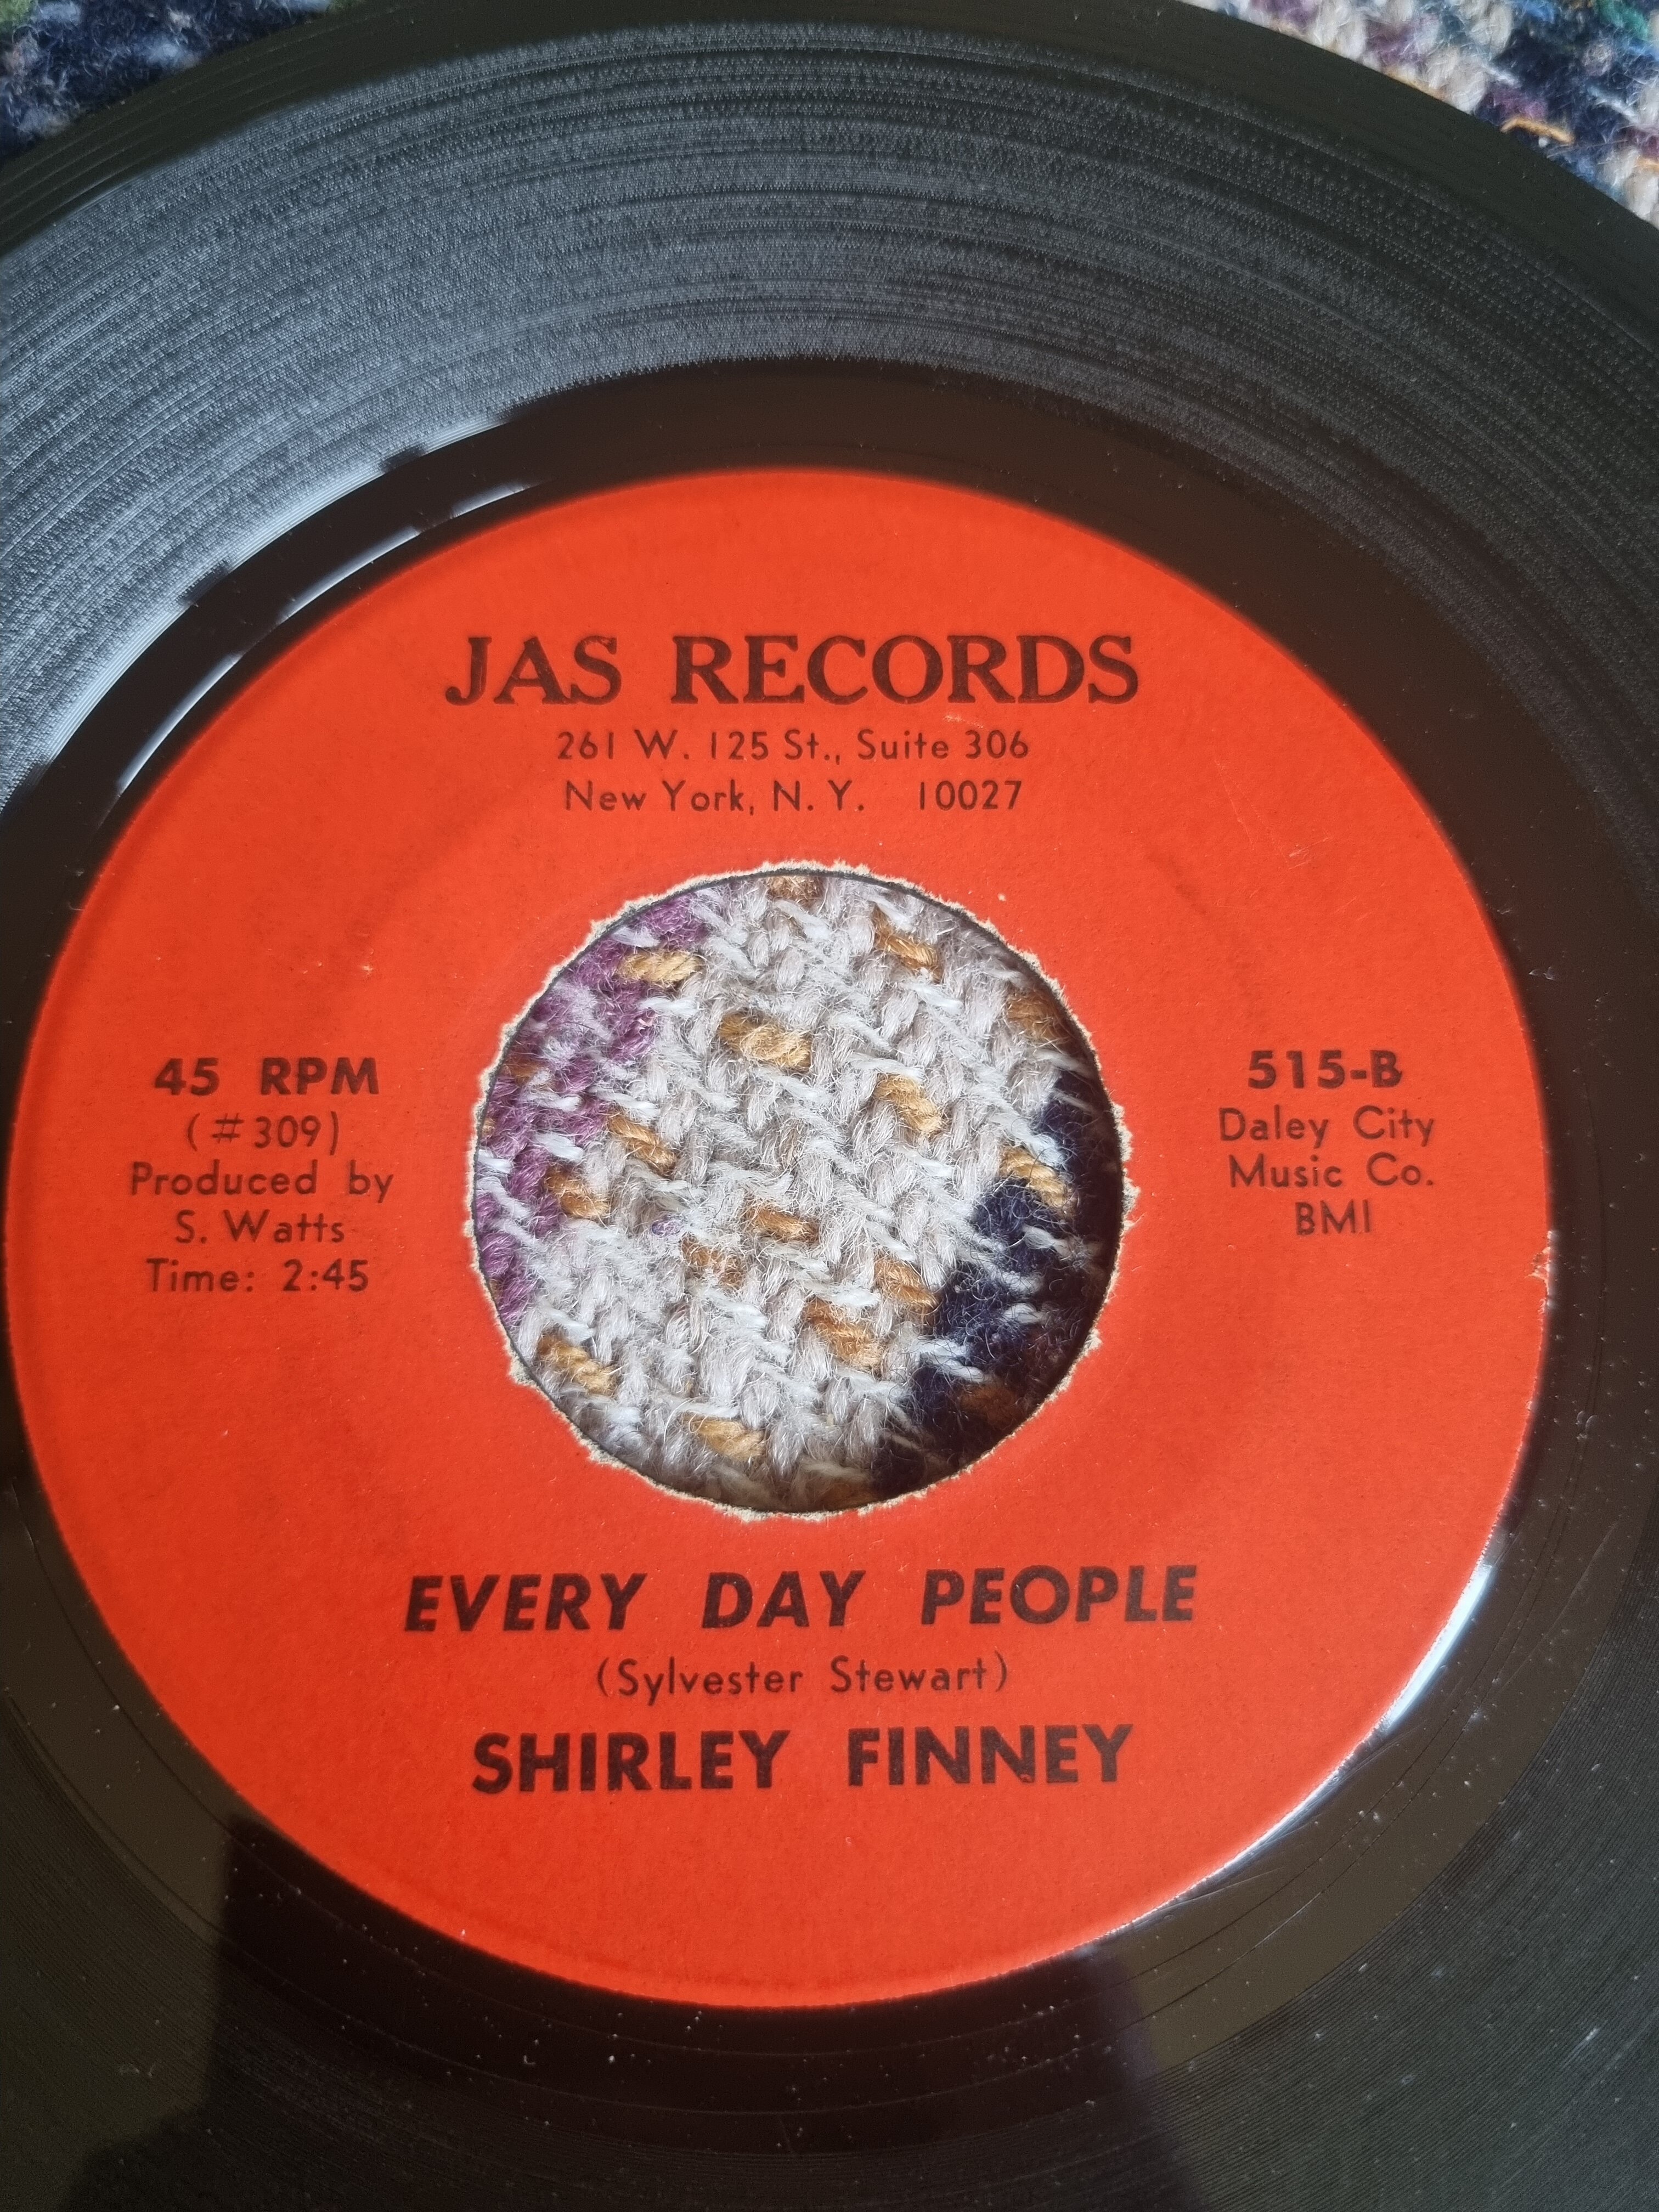 JAS RECORDS
261 W. 125 St., Suite 306
New York, N. Y. 10027
45 RPM
(#309)
Produced by
S. Watts
Time: 2:45
515-B
Daley City
Music Co.
BMI
EVERY DAY PEOPLE
(Sylvester Stewart)
SHIRLEY FINNEY